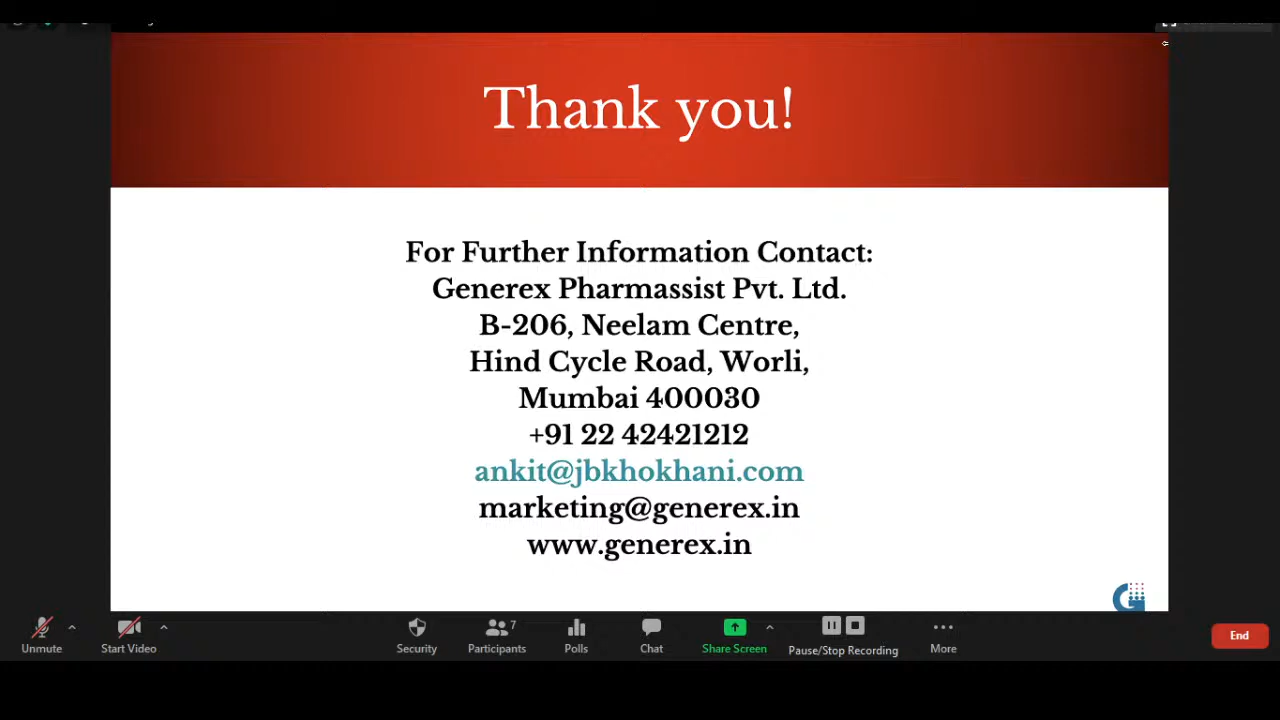 Thank you!
For Further Information Contact:
Generex Pharmassist Pvt. Ltd.
B-206, Neelam Centre,
Hind Cycle Road, Worli,
Mumbai 400030
+91 22 42421212
ankit@jbkhokhani.com
marketing@generex.in
www.generex.in
Unmute
Start Video
Security
Participants 7
Polls
Chat
Share Screen
Pause/Stop Recording
More
End